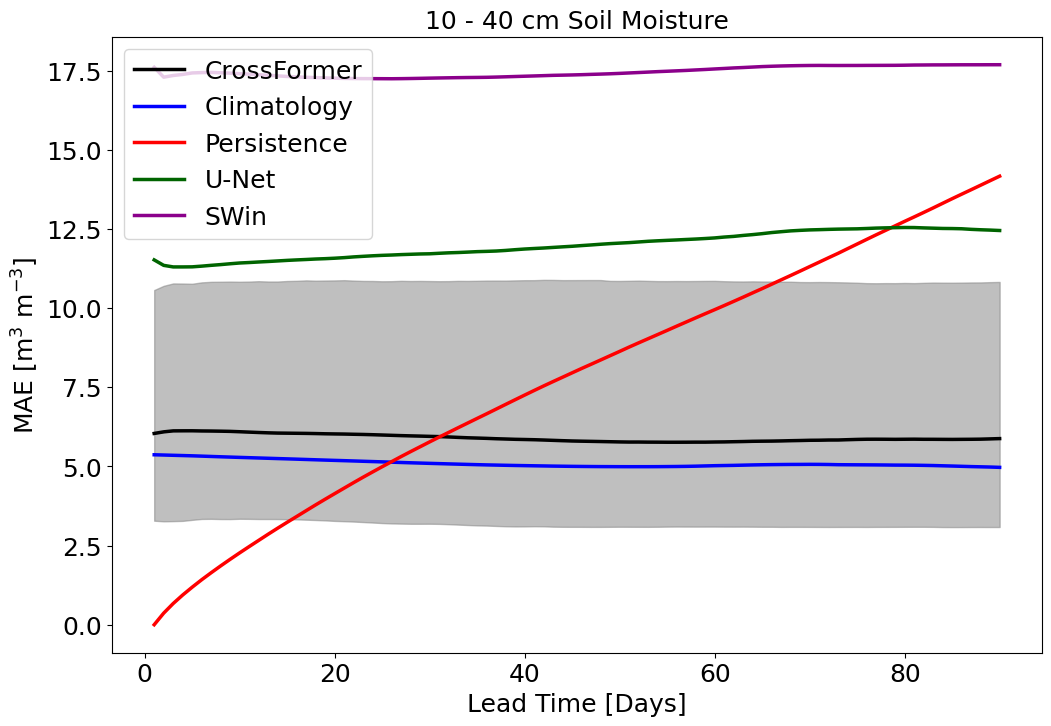 10 - 40 cm Soil Moisture
MAE [m³ m⁻³]
17.5
15.0
12.5
10.0
7.5
5.0
2.5
0.0
CrossFormer
Climatology
Persistence
U-Net
SWin
0 20 40 60 80
Lead Time [Days]